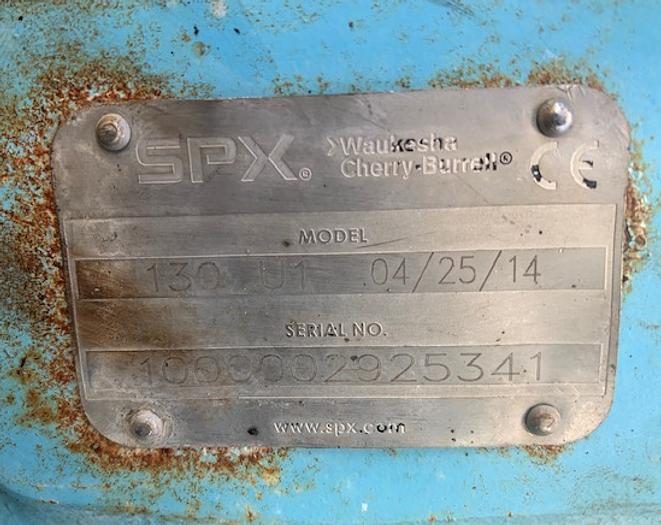 SPX® Waukesha
Cherry-Burrell® CE
MODEL
130 U1 04/25/14
SERIAL NO.
1000002925341
www.spx.com